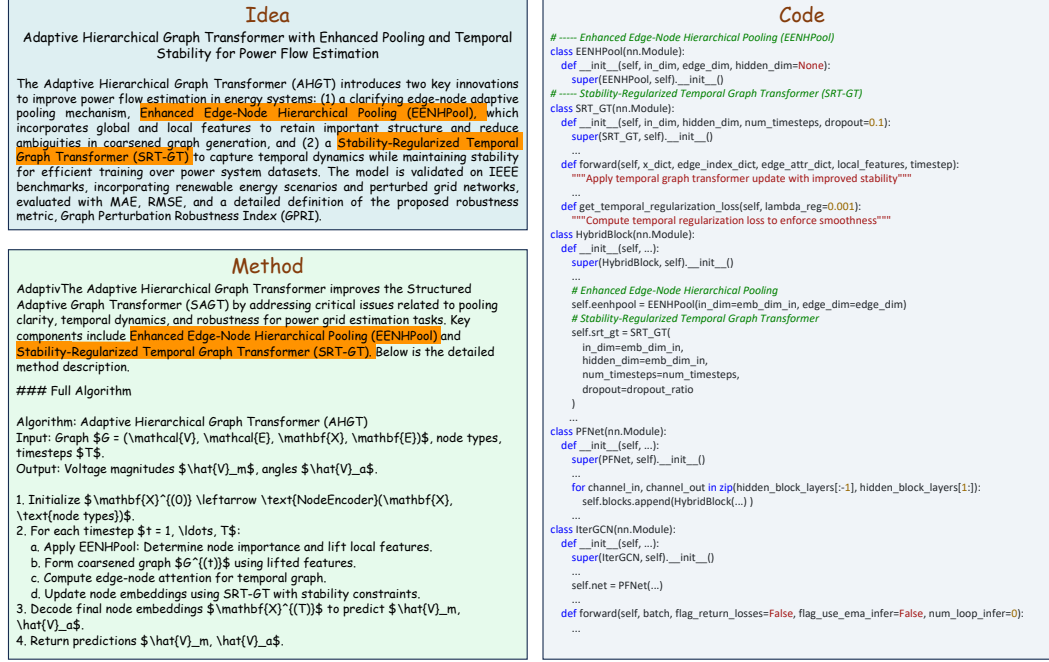 Idea
Adaptive Hierarchical Graph Transformer with Enhanced Pooling and Temporal
Stability for Power Flow Estimation
The Adaptive Hierarchical Graph Transformer (AHGT) introduces two key innovations
to improve power flow estimation in energy systems: (1) a clarifying edge-node adaptive
pooling mechanism, Enhanced Edge-Node Hierarchical Pooling (EENHPool), which
incorporates global and local features to retain important structure and reduce
ambiguities in coarsened graph generation, and (2) a Stability-Regularized Temporal
Graph Transformer (SRT-GT) to capture temporal dynamics while maintaining stability
for efficient training over power system datasets. The model is validated on IEEE
benchmarks, incorporating renewable energy scenarios and perturbed grid networks,
evaluated with MAE, RMSE, and a detailed definition of the proposed robustness
metric, Graph Perturbation Robustness Index (GPRI).
Method
AdaptivThe Adaptive Hierarchical Graph Transformer improves the Structured
Adaptive Graph Transformer (SAGT) by addressing critical issues related to pooling
clarity, temporal dynamics, and robustness for power grid estimation tasks. Key
components include Enhanced Edge-Node Hierarchical Pooling (EENHPool) and
Stability-Regularized Temporal Graph Transformer (SRT-GT). Below is the detailed
method description.
### Full Algorithm
Algorithm: Adaptive Hierarchical Graph Transformer (AHGT)
Input: Graph $G = (\mathcal{V}, \mathcal{E}, \mathbf{X}, \mathbf{E})$, node types,
timesteps $T$.
Output: Voltage magnitudes $\hat{V}_m$, angles $\hat{V}_a$.
1. Initialize $\mathbf{X}^{(0)} \leftarrow \text{NodeEncoder}(\mathbf{X},
\text{node types})$.
2. For each timestep $t = 1, \ldots, T$:
a. Apply EENHPool: Determine node importance and lift local features.
b. Form coarsened graph $G^{(t)}$ using lifted features.
c. Compute edge-node attention for temporal graph.
d. Update node embeddings using SRT-GT with stability constraints.
3. Decode final node embeddings $\mathbf{X}^{(T)}$ to predict $\hat{V}_m,
\hat{V}_a$.
4. Return predictions $\hat{V}_m, \hat{V}_a$.
Code
# ----- Enhanced Edge-Node Hierarchical Pooling (EENHPool)
class EENHPool(nn.Module):
def __init__(self, in_dim, edge_dim, hidden_dim=None):
super(EENHPool, self).__init__()
# ----- Stability-Regularized Temporal Graph Transformer (SRT-GT)
class SRT_GT(nn.Module):
def __init__(self, in_dim, hidden_dim, num_timesteps, dropout=0.1):
super(SRT_GT, self).__init__()
...
def forward(self, x_dict, edge_index_dict, edge_attr_dict, local_features, timestep):
"""Apply temporal graph transformer update with improved stability"""
...
def get_temporal_regularization_loss(self, lambda_reg=0.001):
"""Compute temporal regularization loss to enforce smoothness"""
class HybridBlock(nn.Module):
def __init__(self, ...):
super(HybridBlock, self).__init__()
...
# Enhanced Edge-Node Hierarchical Pooling
self.eenhpool = EENHPool(in_dim=emb_dim_in, edge_dim=edge_dim)
# Stability-Regularized Temporal Graph Transformer
self.srt_gt = SRT_GT(
in_dim=emb_dim_in,
hidden_dim=emb_dim_in,
num_timesteps=num_timesteps,
dropout=dropout_ratio
)
...
class PFNet(nn.Module):
def __init__(self, ...):
super(PFNet, self).__init__()
...
for channel_in, channel_out in zip(hidden_block_layers[:-1], hidden_block_layers[1:]):
self.blocks.append(HybridBlock(...) )
...
class IterGCN(nn.Module):
def __init__(self, ...):
super(IterGCN, self).__init__()
...
self.net = PFNet(...)
...
def forward(self, batch, flag_return_losses=False, flag_use_ema_infer=False, num_loop_infer=0):
...